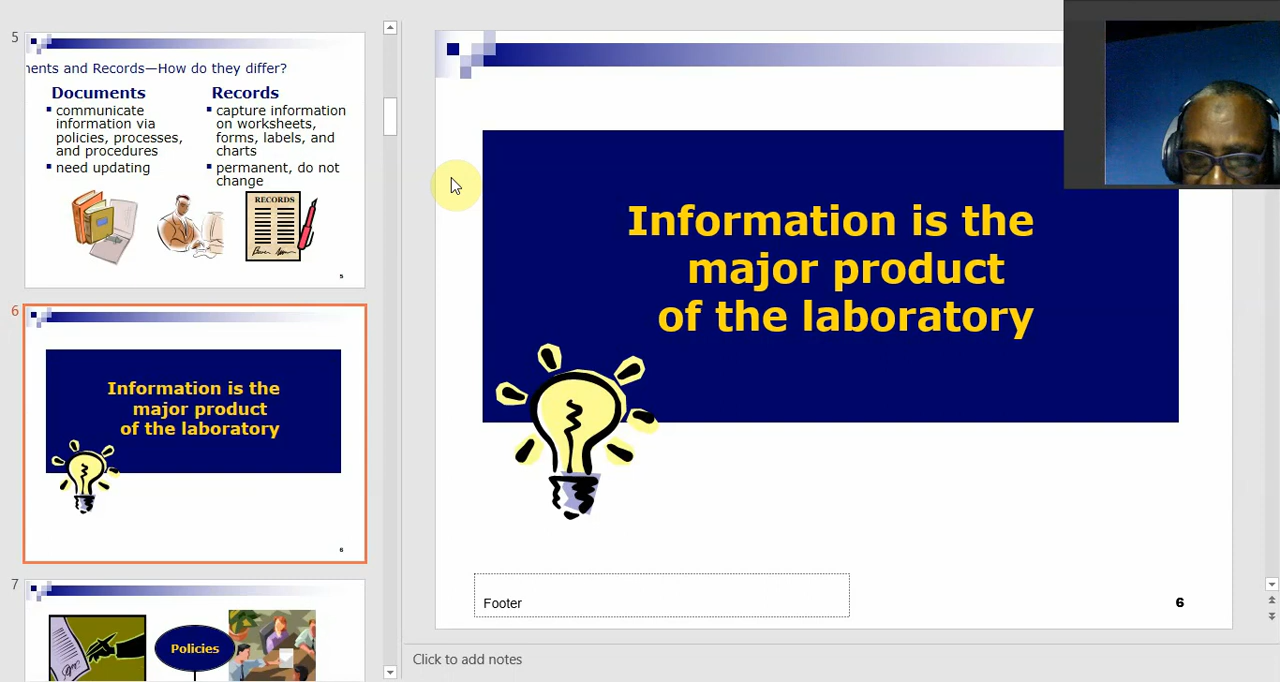 5
ents and Records—How do they differ?
Documents
communicate
information via
policies, processes,
and procedures
need updating
Records
capture information
on worksheets,
forms, labels, and
charts
permanent, do not
change
RECORDS
5
6
Information is the
major product
of the laboratory
6
7
Policies
Information is the
major product
of the laboratory
Footer
6
Click to add notes